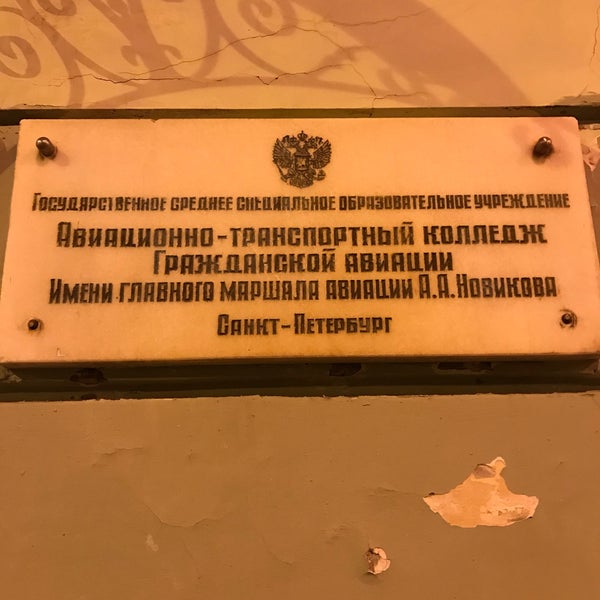 Государственное среднее специальное образовательное учреждение
Авиационно-транспортный колледж
Гражданской авиации
Имени главного маршала авиации А.А.Новикова
Санкт-Петербург